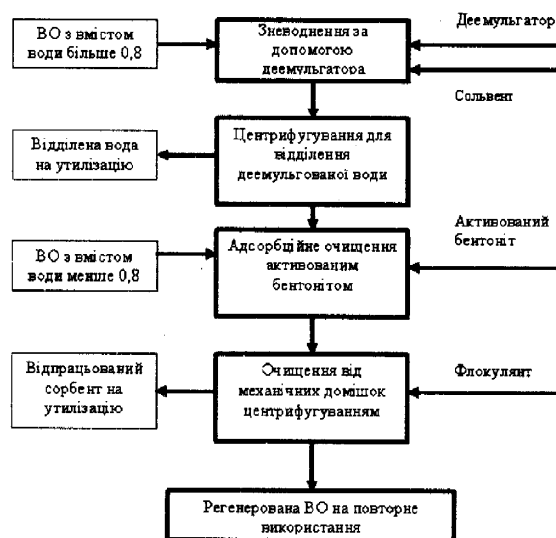 ВО з вмістом
води більше 0,8
Зневоднення за
допомогою
деемульгатора
Деемульгатор
Сольвент
Відділена вода
на утилізацію
Центрифугування для
відділення
деемульгованої води
ВО з вмістом
води менше 0,8
Адсорбційне очищення
активованим
бентонітом
Активований
бентоніт
Відпрацьований
сорбент на
утилізацію
Очищення від
механічних домішок
центрифугуванням
Флокулянт
Регенерована ВО на повторне
використання